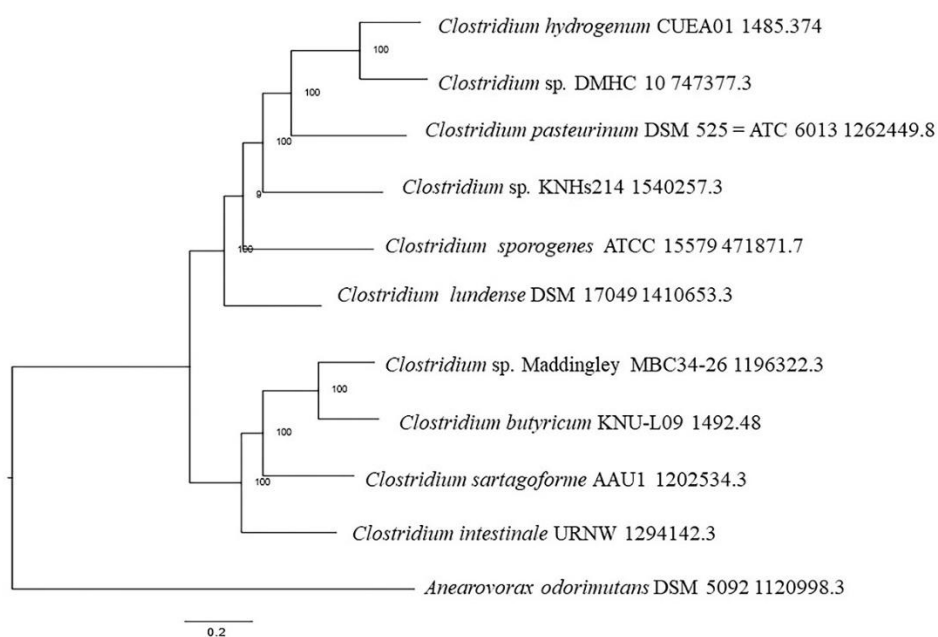 Clostridium hydrogenum CUEA01 1485.374
100
Clostridium sp. DMHC 10 747377.3
100
Clostridium pasteurinum DSM 525 = ATC 6013 1262449.8
100
Clostridium sp. KNHs214 1540257.3
9
Clostridium sporogenes ATCC 15579 471871.7
100
Clostridium lundense DSM 17049 1410653.3
Clostridium sp. Maddingley MBC34-26 1196322.3
100
Clostridium butyricum KNU-L09 1492.48
100
Clostridium sartagoforme AAU1 1202534.3
100
Clostridium intestinale URNW 1294142.3
Anearovorax odorimutans DSM 5092 1120998.3
0.2